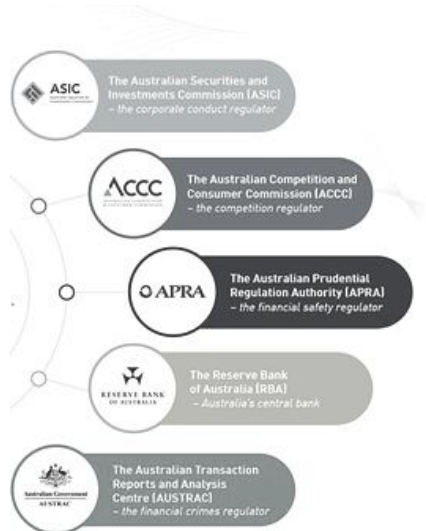 ASIC
The Australian Securities and
Investments Commission (ASIC)
– the corporate conduct regulator
ACCC
The Australian Competition and
Consumer Commission (ACCC)
– the competition regulator
APRA
The Australian Prudential
Regulation Authority (APRA)
– the financial safety regulator
RESERVE BANK
OF AUSTRALIA
The Reserve Bank
of Australia (RBA)
– Australia's central bank
Australian Government
AUSTRAC
The Australian Transaction
Reports and Analysis
Centre (AUSTRAC)
– the financial crimes regulator